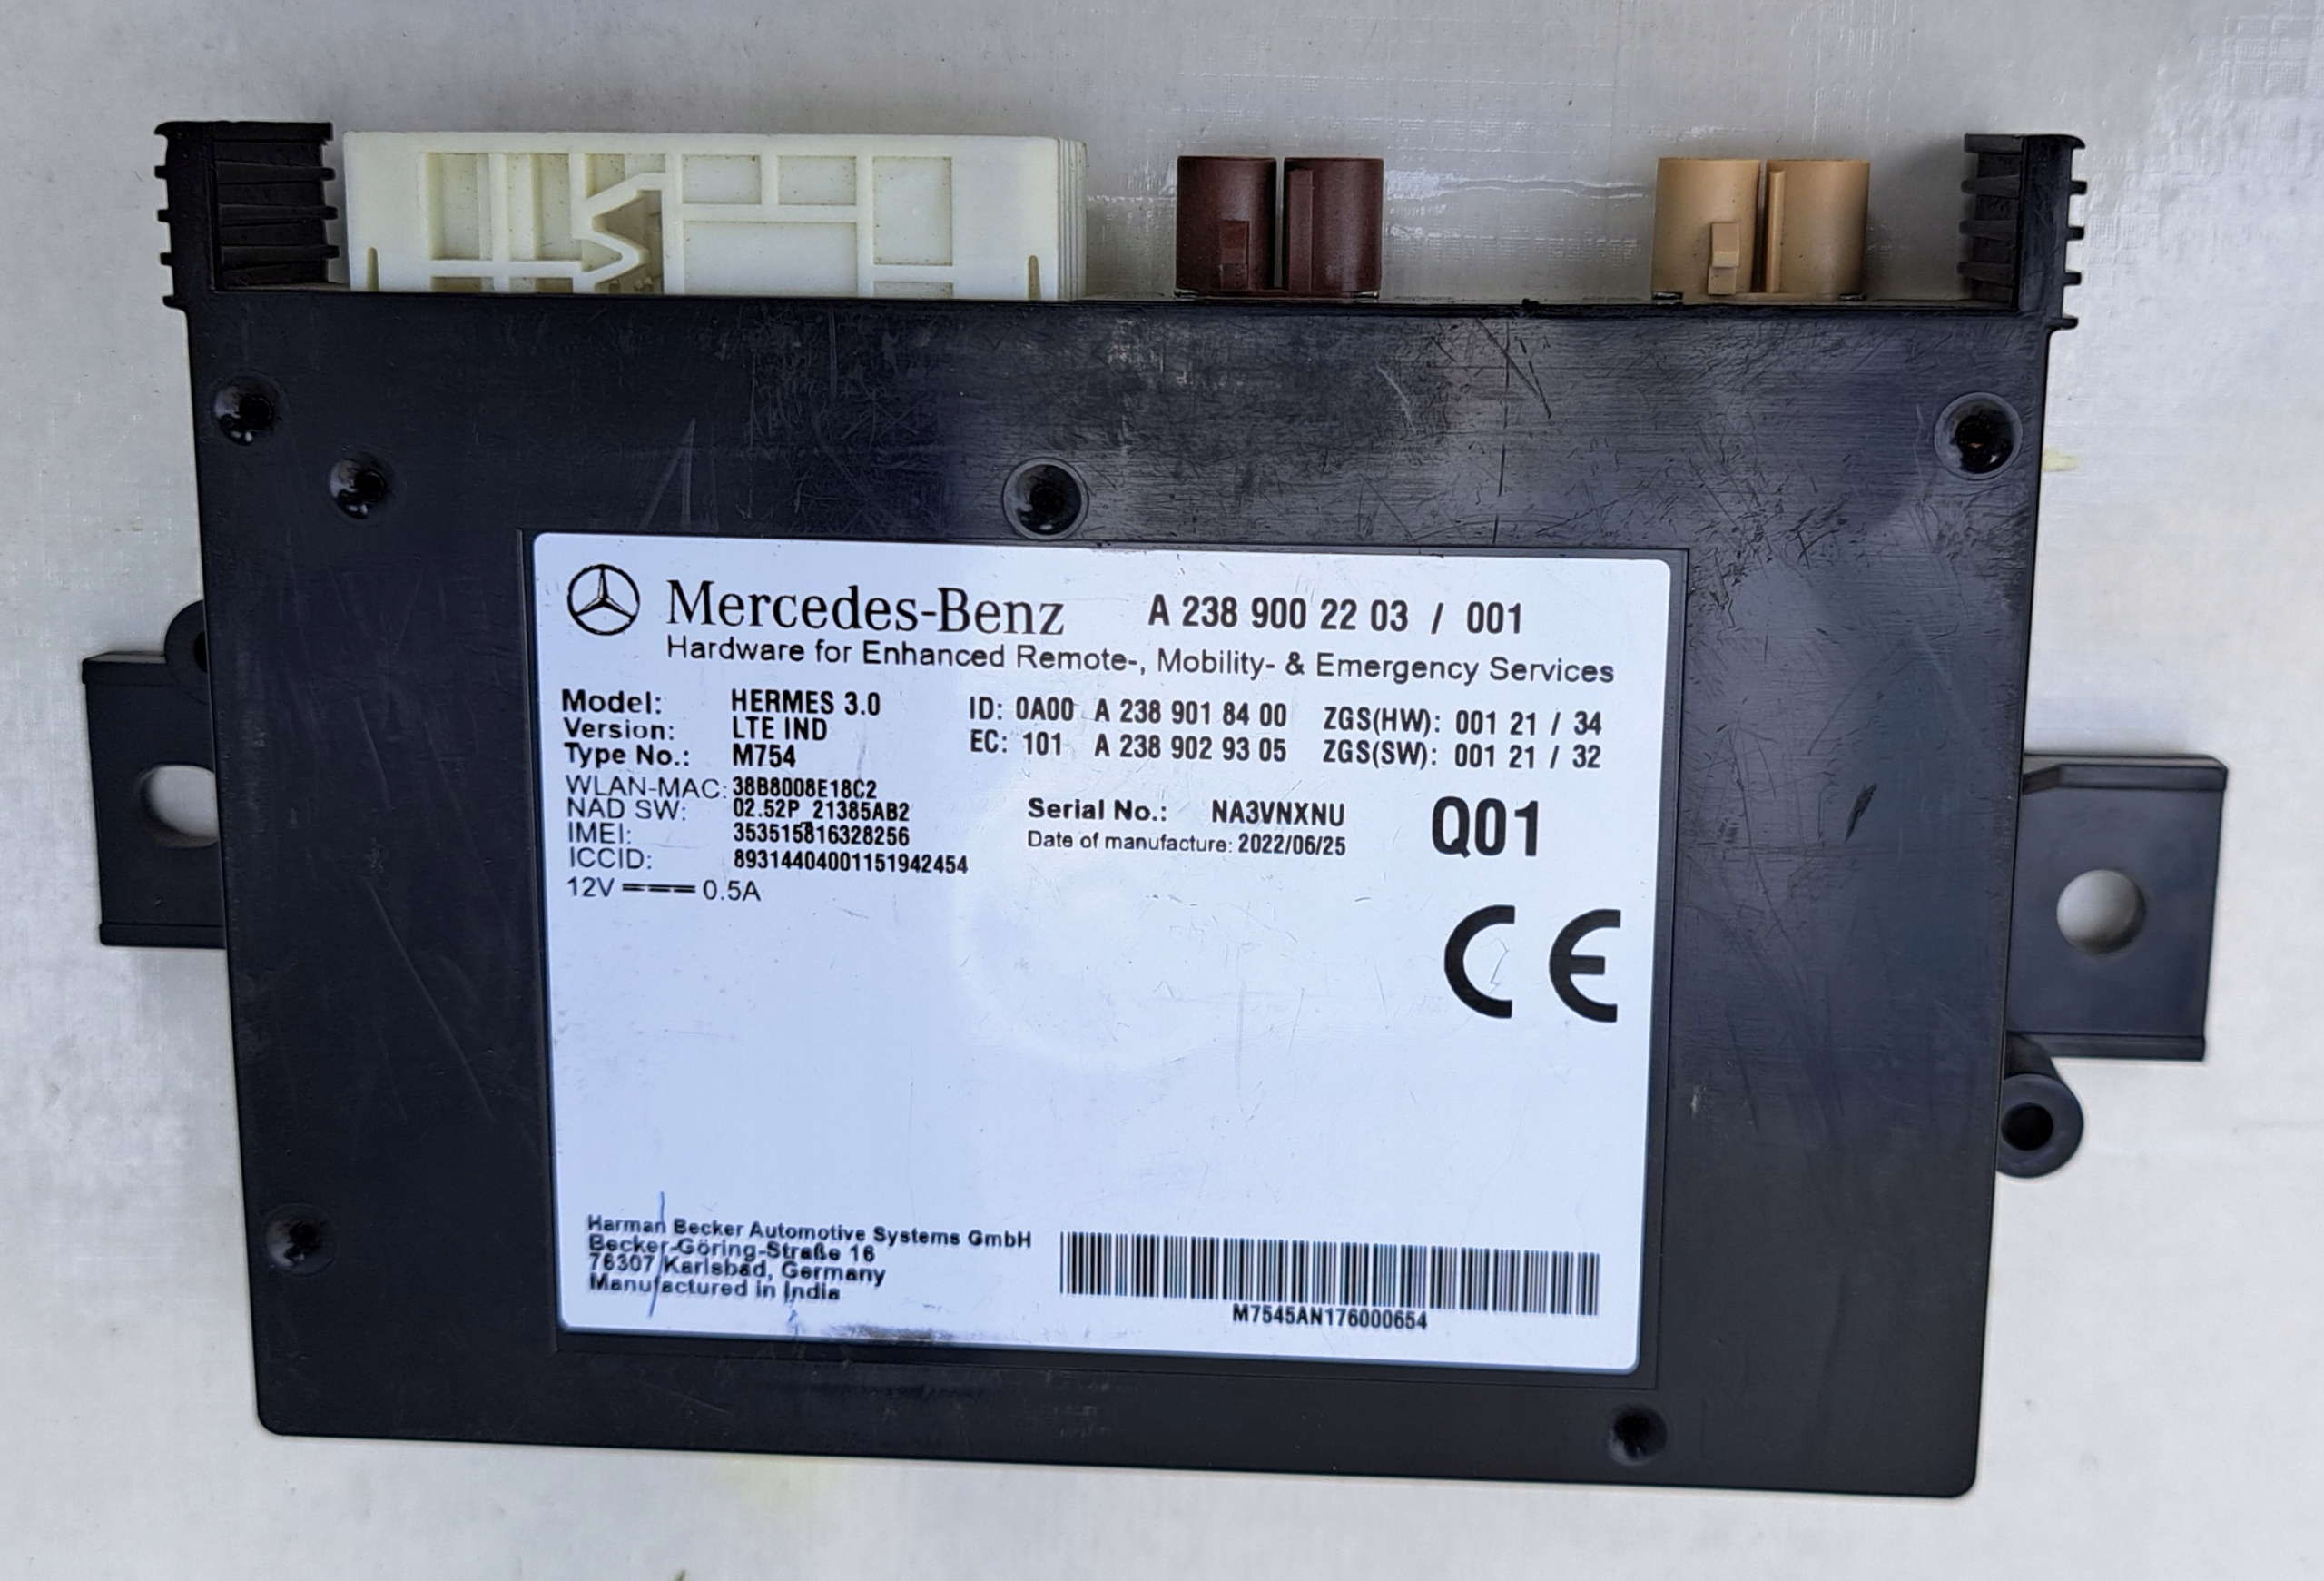 Mercedes-Benz A 238 900 22 03 / 001
Hardware for Enhanced Remote-, Mobility- & Emergency Services
Model: HERMES 3.0 ID: 0A00 A 238 901 84 00 ZGS(HW): 001 21 / 34
Version: LTE IND
Type No.: M754 EC: 101 A 238 902 93 05 ZGS(SW): 001 21 / 32
WLAN-MAC: 38B8008E18C2
NAD SW: 02.52P_21385AB2 Serial No.: NA3VNXNU Q01
IMEI: 353515816328256 Date of manufacture: 2022/06/25
ICCID: 89314404001151942454
12V 0.5A
CE
Harman Becker Automotive Systems GmbH
Becker-Göring-Straße 16
76307 Karlsbad, Germany
Manufactured in India
M7545AN176000654